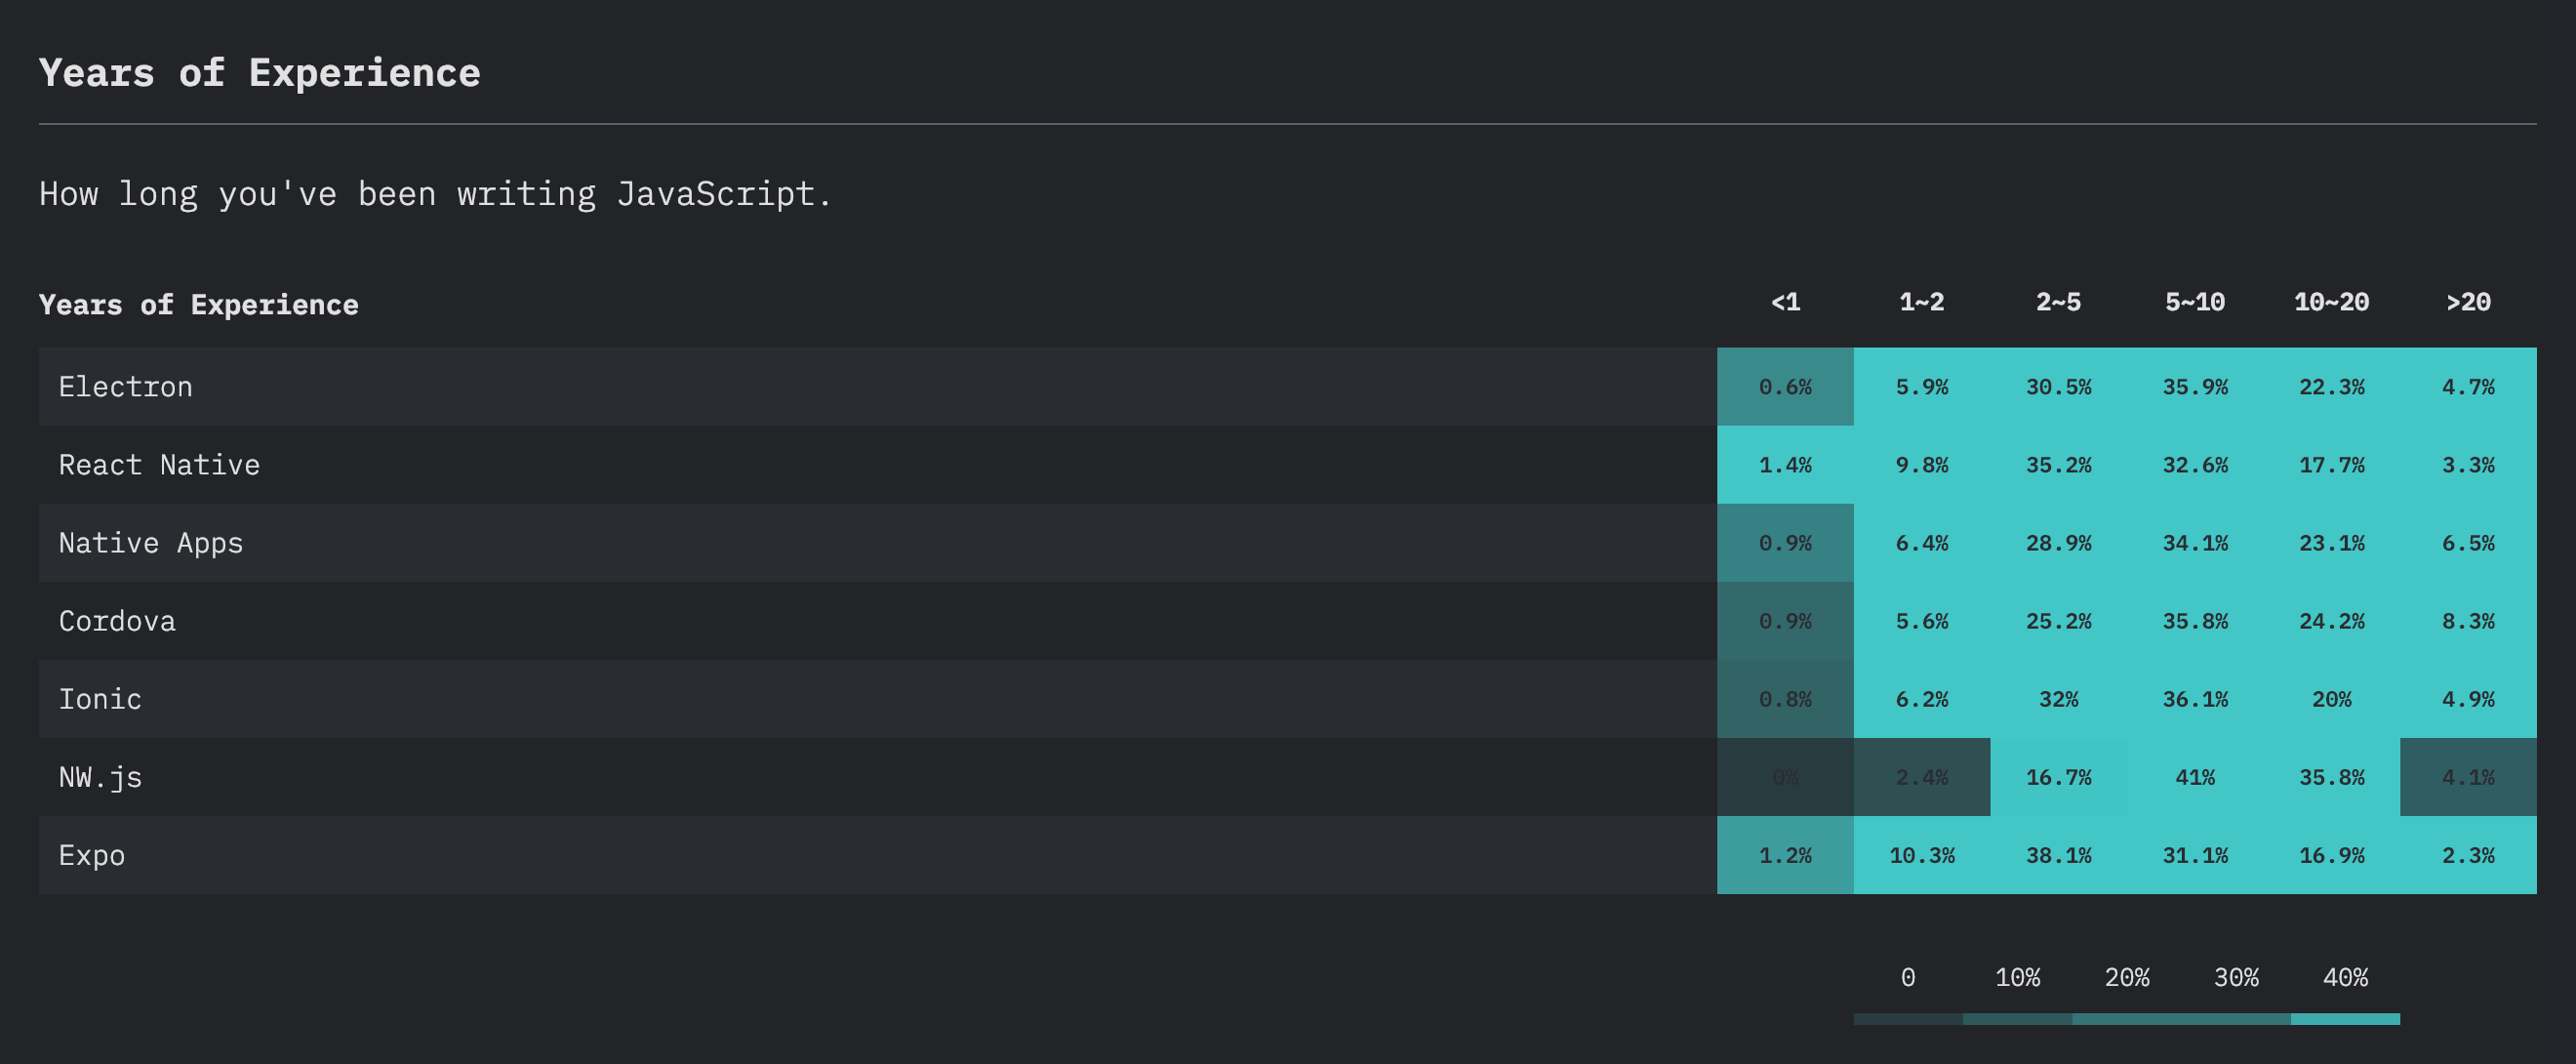 Years of Experience
How long you've been writing JavaScript.
Years of Experience <1 1~2 2~5 5~10 10~20 >20
Electron 0.6% 5.9% 30.5% 35.9% 22.3% 4.7%
React Native 1.4% 9.8% 35.2% 32.6% 17.7% 3.3%
Native Apps 0.9% 6.4% 28.9% 34.1% 23.1% 6.5%
Cordova 0.9% 5.6% 25.2% 35.8% 24.2% 8.3%
Ionic 0.8% 6.2% 32% 36.1% 20% 4.9%
NW.js 0% 2.4% 16.7% 41% 35.8% 4.1%
Expo 1.2% 10.3% 38.1% 31.1% 16.9% 2.3%
0 10% 20% 30% 40%